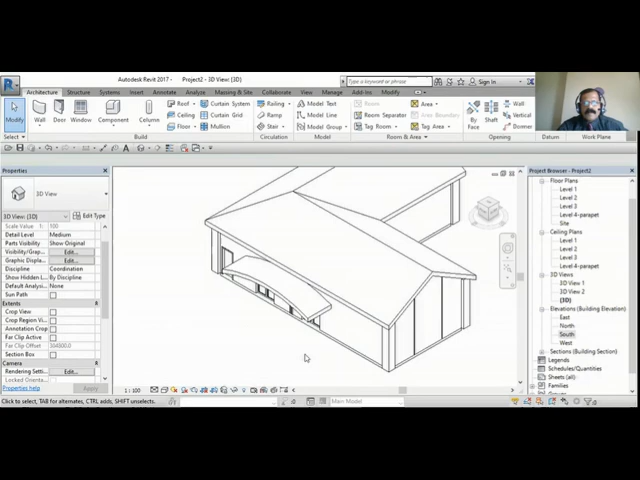 Autodesk Revit 2017 - Project2 - 3D View: {3D}
Type a keyword or phrase
Sign In
Architecture Structure Systems Insert Annotate Analyze Massing & Site Collaborate View Manage Add-Ins Modify
Modify
Wall
Door
Window
Component
Column
Roof
Ceiling
Floor
Curtain System
Curtain Grid
Mullion
Railing
Ramp
Stair
Model Text
Model Line
Model Group
Room
Room Separator
Tag Room
Area
Area Boundary
Tag Area
By Face
Shaft
Wall
Vertical
Dormer
Select
Build
Circulation
Model
Room & Area
Opening
Datum
Work Plane
Properties
3D View
3D View: {3D}
Edit Type
Scale Value 1: 100
Detail Level Medium
Parts Visibility Show Original
Visibility/Grap... Edit...
Graphic Displa... Edit...
Discipline Coordination
Show Hidden L... By Discipline
Default Analysi... None
Sun Path
Extents
Crop View
Crop Region Vi...
Annotation Crop
Far Clip Active
Far Clip Offset 304800.0
Section Box
Camera
Rendering Setti... Edit...
Locked Orienta...
Properties help
Apply
1 : 100
Project Browser - Project2
Floor Plans
Level 1
Level 2
Level 3
Level 4-parapet
Site
Ceiling Plans
Level 1
Level 2
Level 3
Level 4-parapet
3D Views
3D View 1
3D View 2
{3D}
Elevations (Building Elevation)
East
North
South
West
Sections (Building Section)
Legends
Schedules/Quantities
Sheets (all)
Families
Click to select, TAB for alternates, CTRL adds, SHIFT unselects.
:0
Main Model
:0